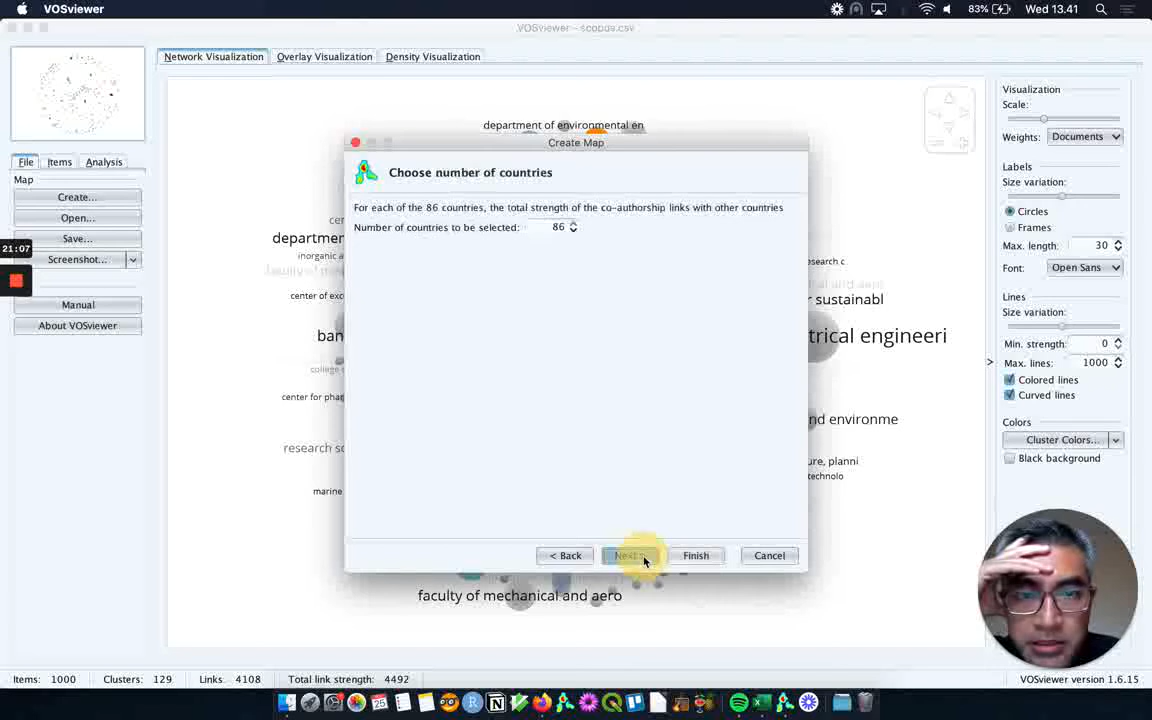 VOSviewer
83%
Wed 13.41
VOSviewer - scopus.csv
Network Visualization
Overlay Visualization
Density Visualization
File
Items
Analysis
Map
Create...
Open...
Save...
Screenshot...
Manual
About VOSviewer
21:07
department of environmental en
department
inorganic a
center of exc
ban
college
center for pha
research sc
marine
faculty of mechanical and aero
research c
r sustainabl
trical engineeri
nd environme
ure, planni
technolo
Create Map
Choose number of countries
For each of the 86 countries, the total strength of the co-authorship links with other countries
Number of countries to be selected:
86
< Back
Next >
Finish
Cancel
Visualization
Scale:
Weights:
Documents
Labels
Size variation:
Circles
Frames
Max. length:
30
Font:
Open Sans
Lines
Size variation:
Min. strength:
0
>
Max. lines:
1000
Colored lines
Curved lines
Colors
Cluster Colors...
Black background
Items: 1000
Clusters: 129
Links: 4108
Total link strength: 4492
VOSviewer version 1.6.15
25